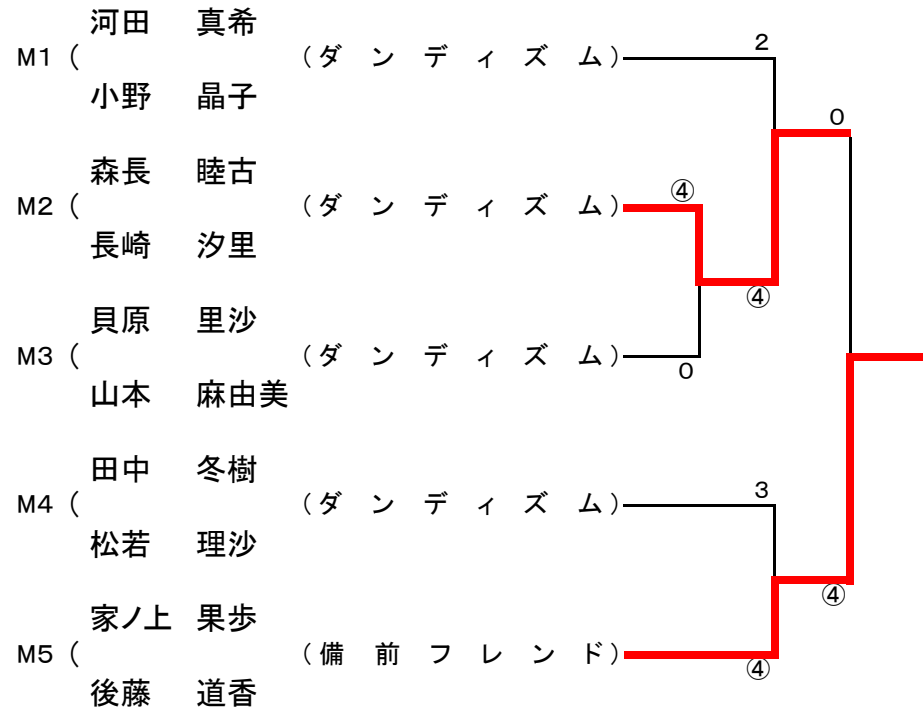 河田 真希
M1 ( (ダンディズム) 2
小野 晶子
0
森長 睦古
④
M2 ( (ダンディズム)
長崎 汐里
④
貝原 里沙
M3 ( (ダンディズム)
0
山本 麻由美
田中 冬樹
3
M4 ( (ダンディズム)
松若 理沙
④
家ノ上 果歩
M5 ( (備前フレンド)
④
後藤 道香